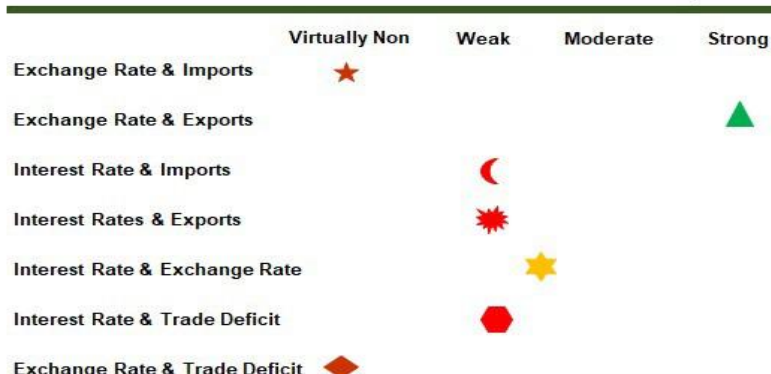 Virtually Non Weak Moderate Strong
Exchange Rate & Imports
Exchange Rate & Exports
Interest Rate & Imports
Interest Rates & Exports
Interest Rate & Exchange Rate
Interest Rate & Trade Deficit
Exchange Rate & Trade Deficit